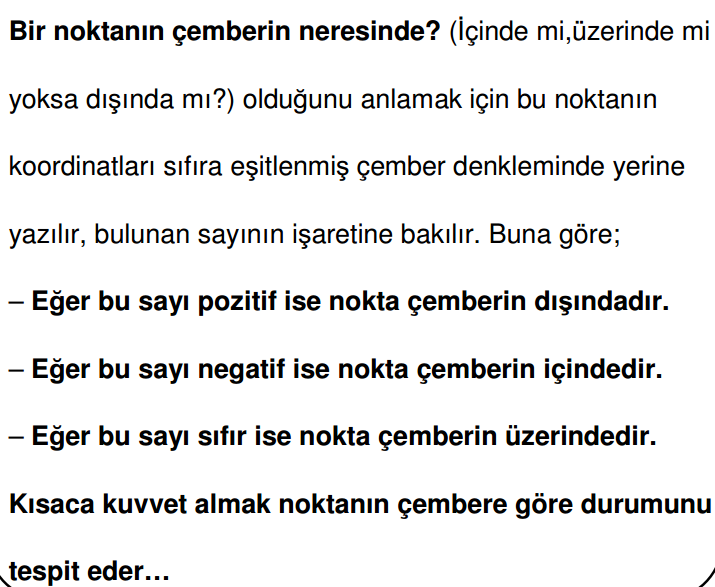 Bir noktanın çemberin neresinde? (İçinde mi,üzerinde mi
yoksa dışında mı?) olduğunu anlamak için bu noktanın
koordinatları sıfıra eşitlenmiş çember denkleminde yerine
yazılır, bulunan sayının işaretine bakılır. Buna göre;
– Eğer bu sayı pozitif ise nokta çemberin dışındadır.
– Eğer bu sayı negatif ise nokta çemberin içindedir.
– Eğer bu sayı sıfır ise nokta çemberin üzerindedir.
Kısaca kuvvet almak noktanın çembere göre durumunu
tespit eder…